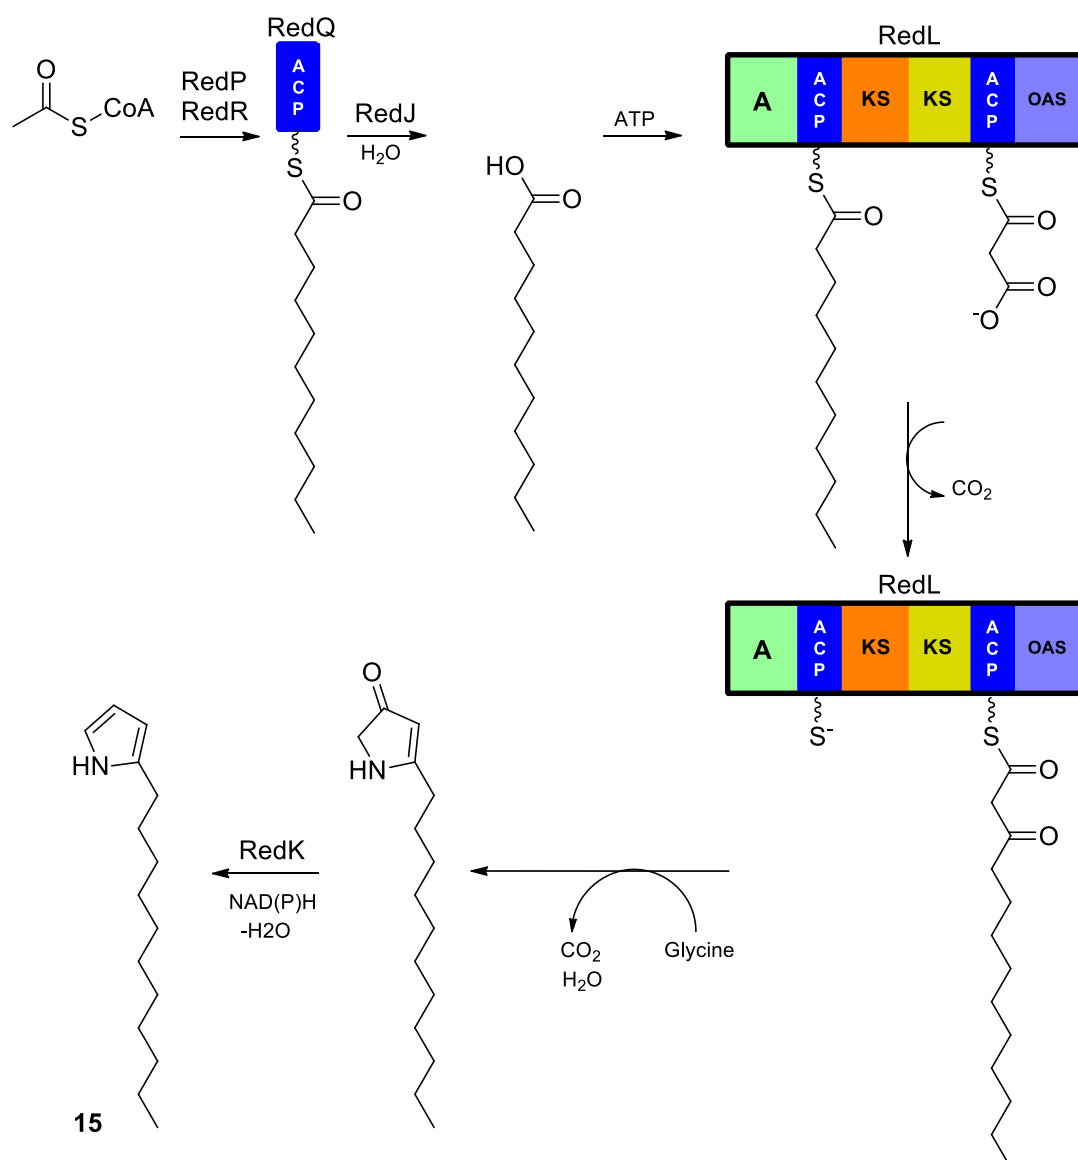 RedQ
A
C
P
O
S
CoA
RedP
RedR
RedJ
H₂O
S
O
HO
O
ATP
RedL
A
A
C
P
KS
KS
A
C
P
OAS
S
O
S
O
O
⁻O
CO₂
RedL
A
A
C
P
KS
KS
A
C
P
OAS
S⁻
S
O
O
Glycine
CO₂
H₂O
O
HN
RedK
NAD(P)H
-H2O
HN
15